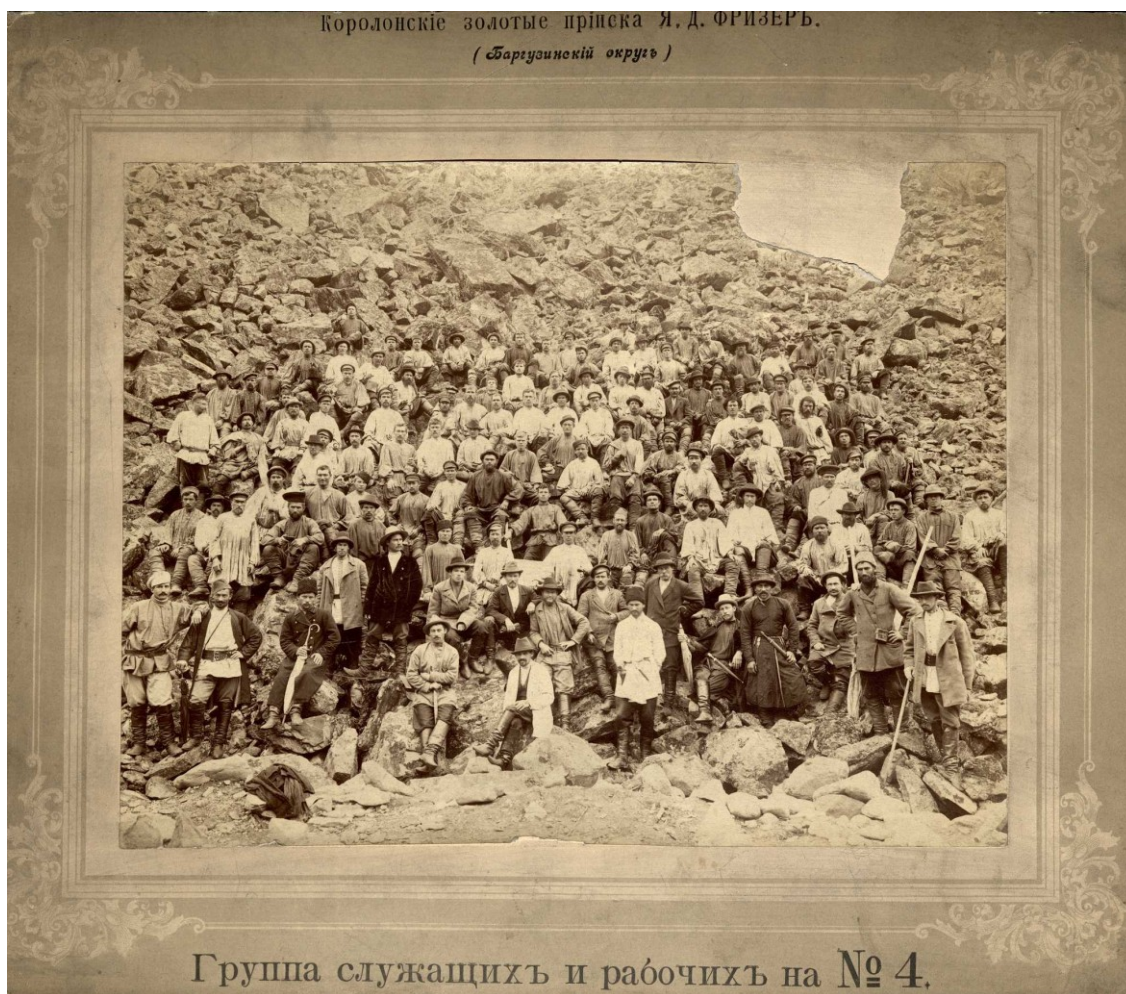 Королонскіе золотые пріиска Я. Д. ФРИЗЕРЪ.
(Баргузинскій округъ)
Группа служащихъ и рабочихъ на № 4.